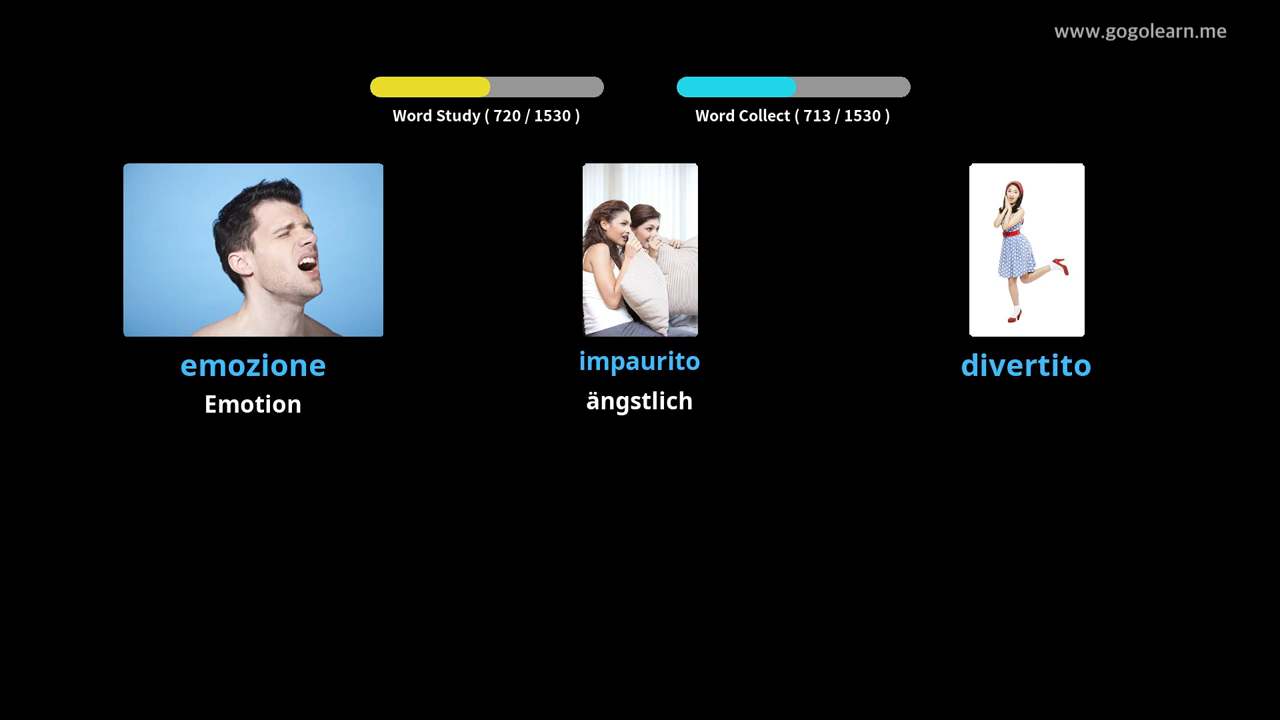 www.gogolearn.me
Word Study ( 720 / 1530 )
Word Collect ( 713 / 1530 )
emozione
Emotion
impaurito
ängstlich
divertito